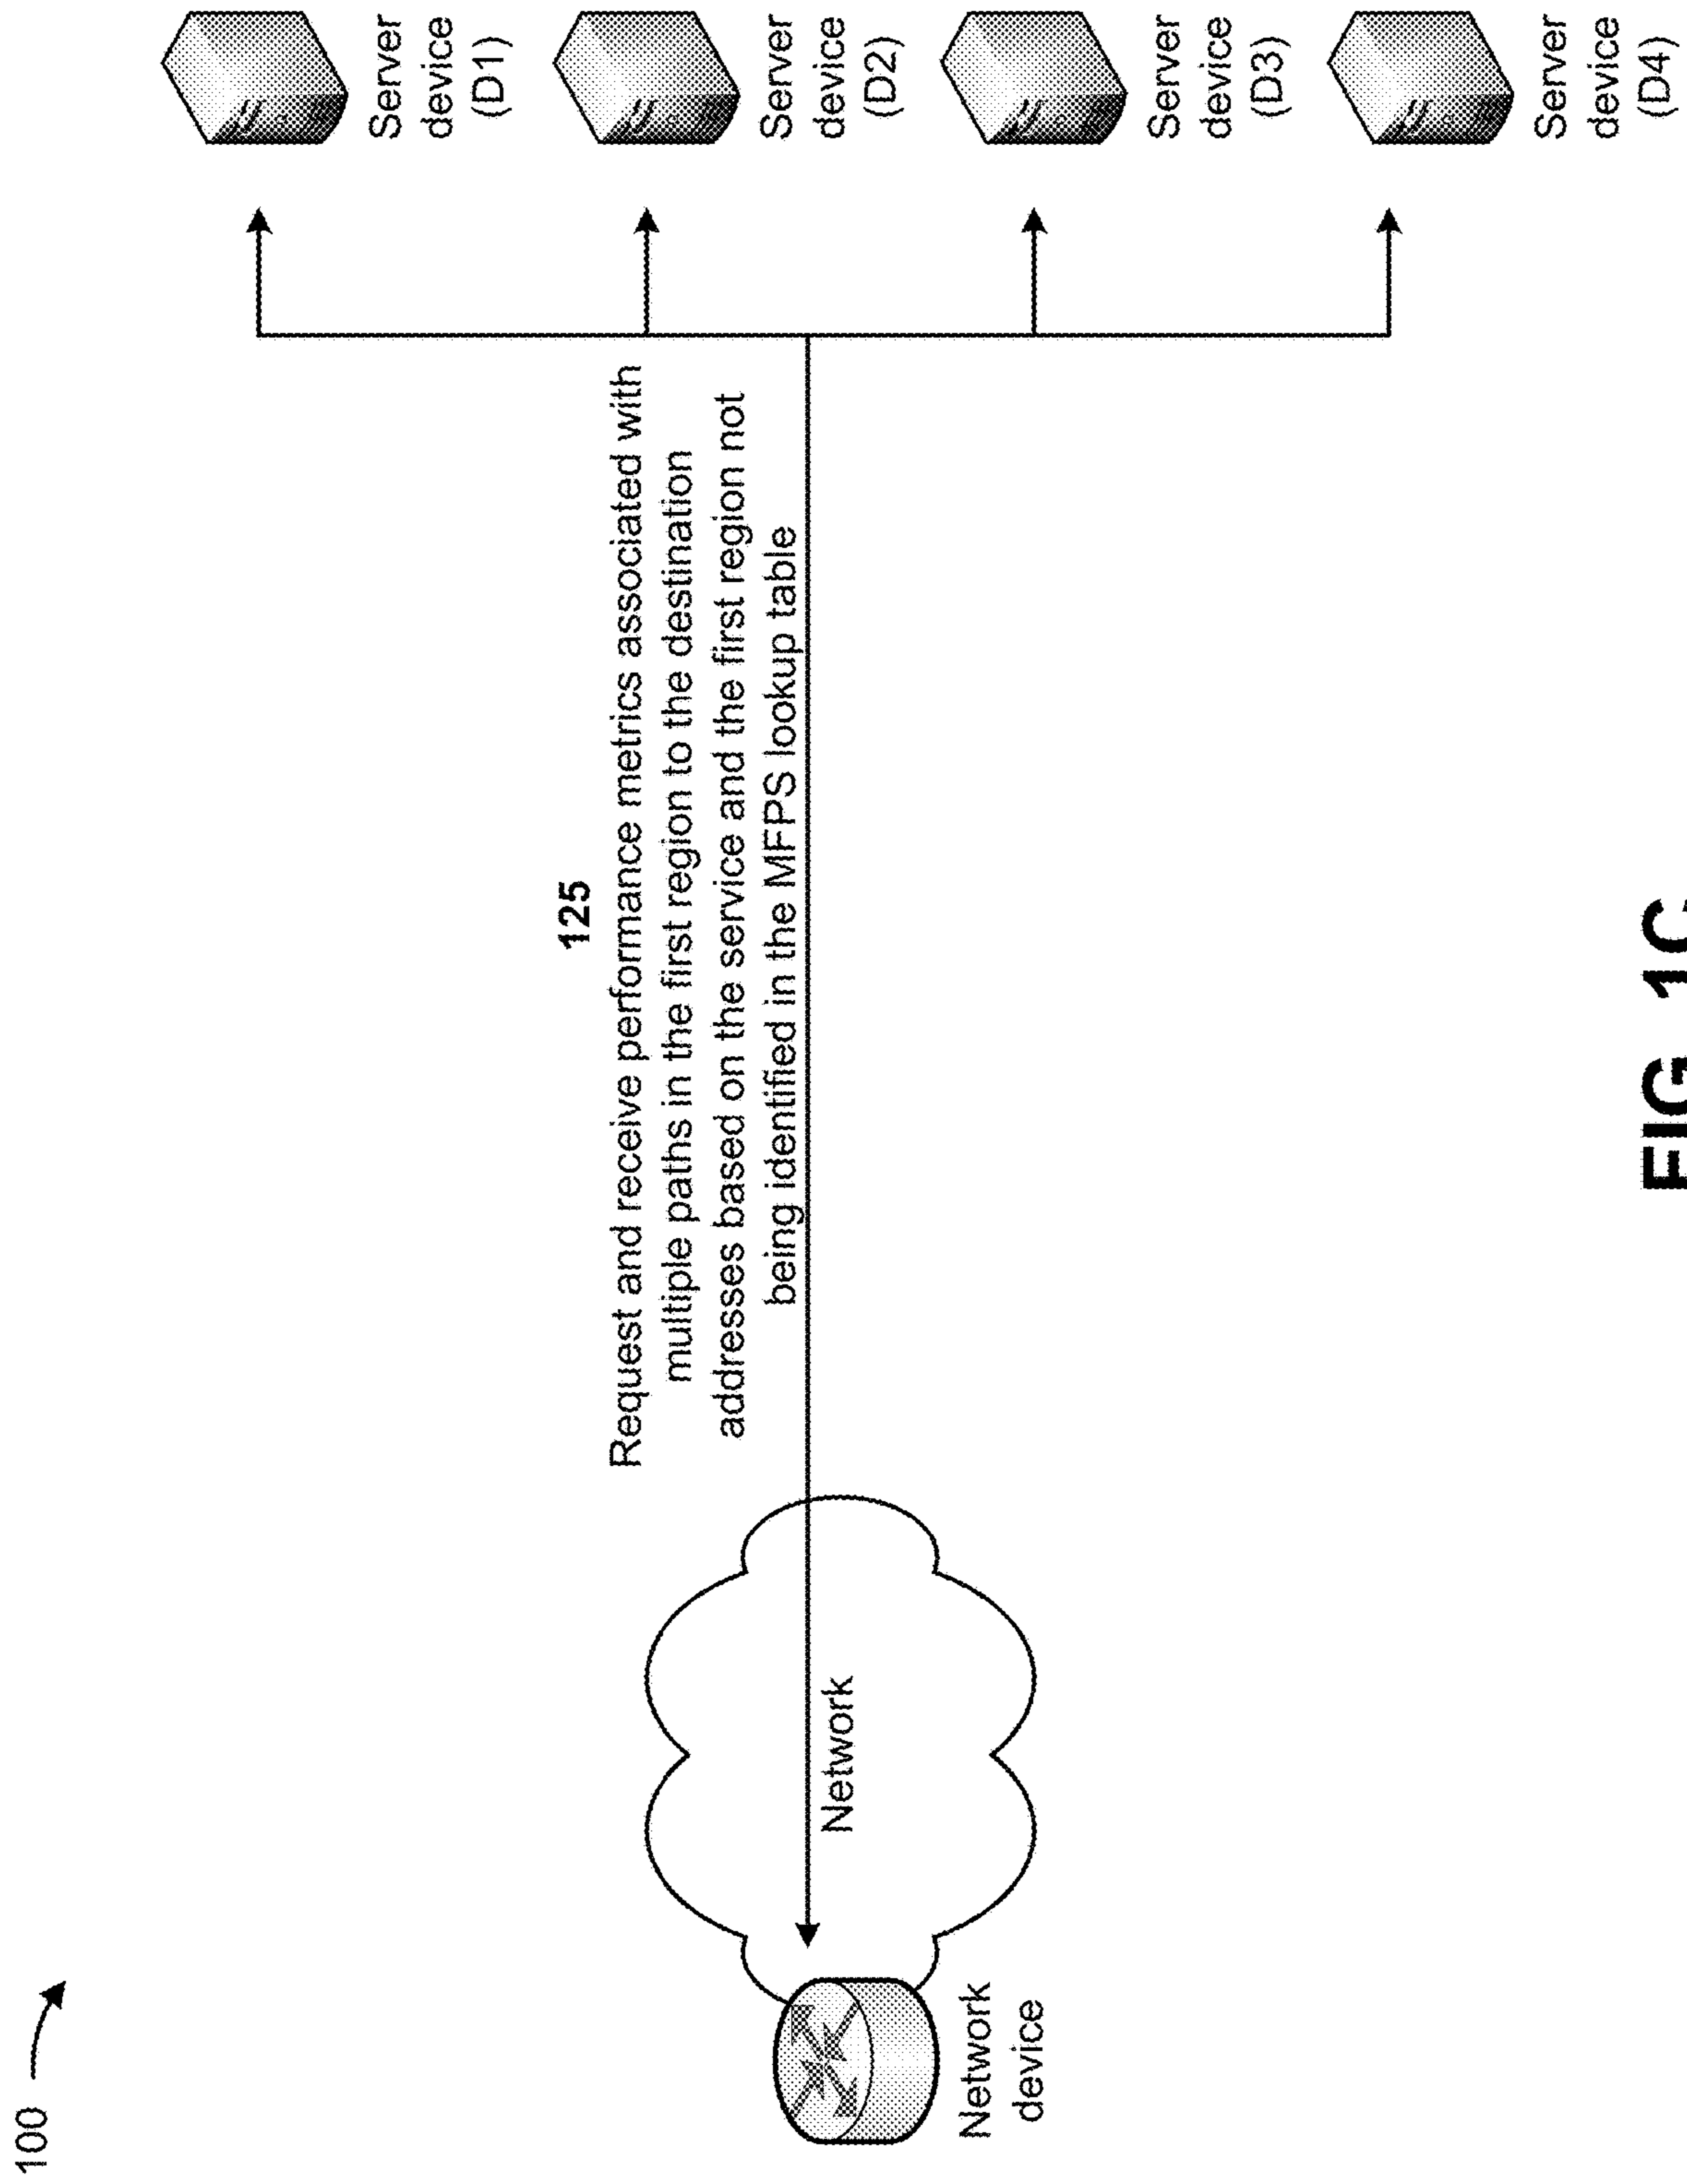 100
125
Request and receive performance metrics associated with
multiple paths in the first region to the destination
addresses based on the service and the first region not
being identified in the MFPS lookup table
Server
device
(D1)
Server
device
(D2)
Server
device
(D3)
Server
device
(D4)
Network
Network
device
FIG. 1C